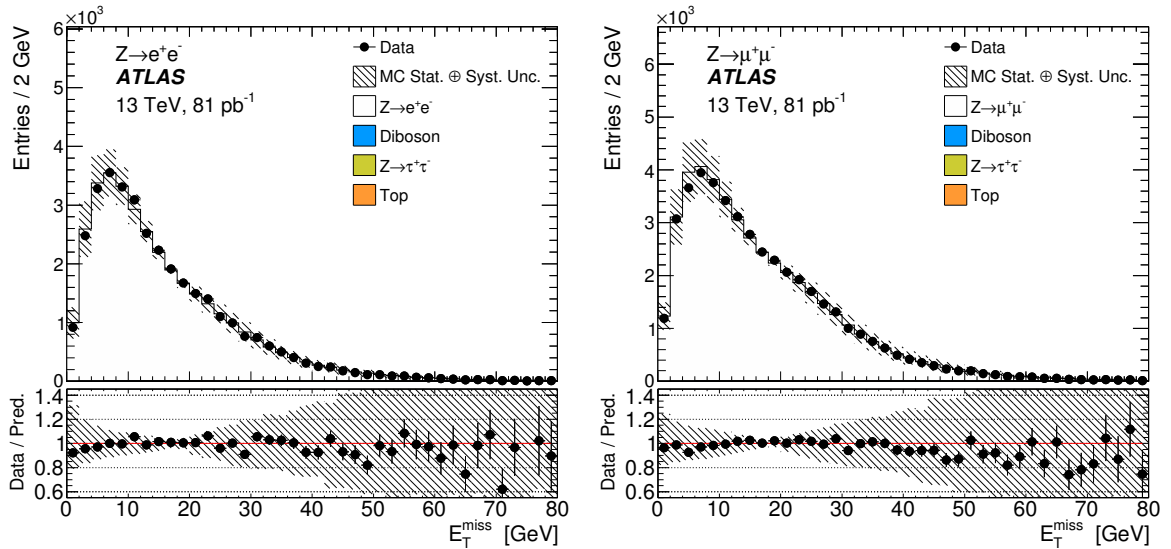 ×10³
Entries / 2 GeV
6
5
4
3
2
1
0
Z→e⁺e⁻
ATLAS
13 TeV, 81 pb⁻¹
Data
MC Stat. ⊕ Syst. Unc.
Z→e⁺e⁻
Diboson
Z→τ⁺τ⁻
Top
Data / Pred.
1.4
1.2
1
0.8
0.6
0 10 20 30 40 50 60 70 80
E_T^miss [GeV]
×10³
Entries / 2 GeV
6
5
4
3
2
1
0
Z→μ⁺μ⁻
ATLAS
13 TeV, 81 pb⁻¹
Data
MC Stat. ⊕ Syst. Unc.
Z→μ⁺μ⁻
Diboson
Z→τ⁺τ⁻
Top
Data / Pred.
1.4
1.2
1
0.8
0.6
0 10 20 30 40 50 60 70 80
E_T^miss [GeV]